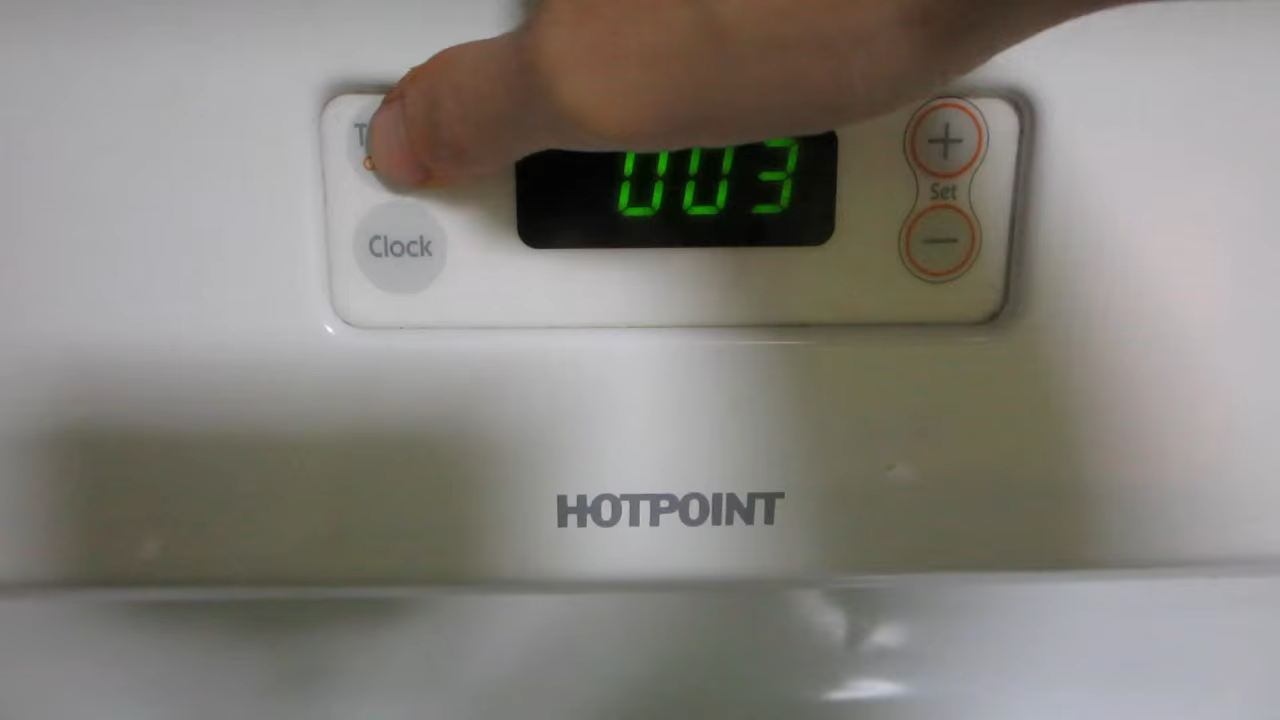 003
+
Set
Clock
−
HOTPOINT